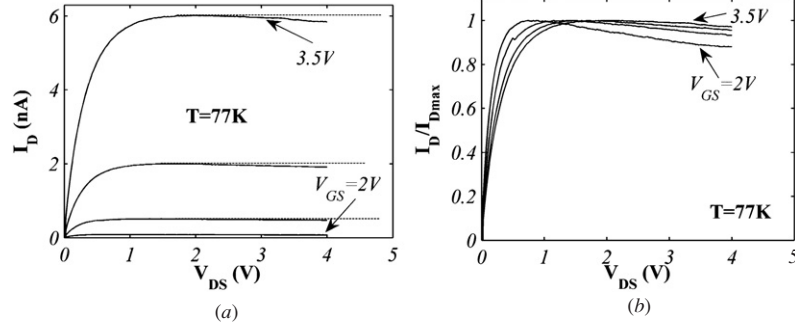 6
4
2
0
0
1
2
3
4
5
I_D (nA)
V_DS (V)
3.5V
T=77K
V_GS=2V
(a)
1
0.8
0.6
0.4
0.2
0
0
1
2
3
4
5
I_D/I_Dmax
V_DS (V)
3.5V
V_GS=2V
T=77K
(b)